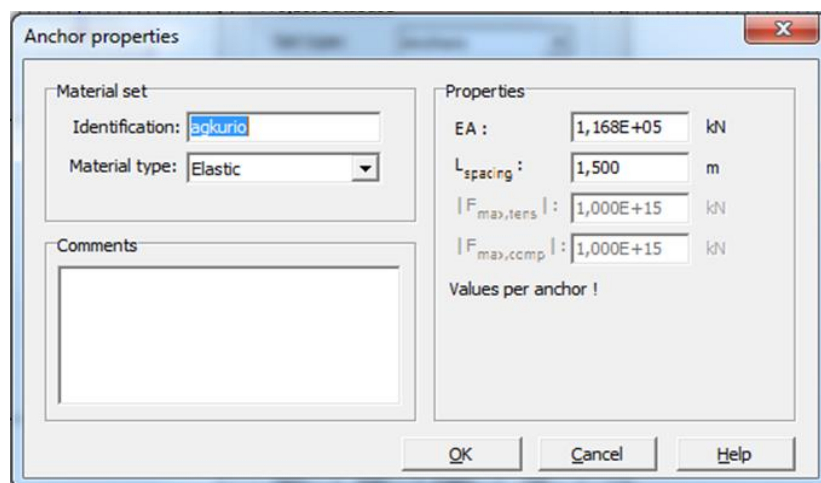 Anchor properties
Material set
Identification: agkurio
Material type: Elastic
Comments
Properties
EA : 1,168E+05 kN
Lspacing : 1,500 m
|Fmax,tens| : 1,000E+15 kN
|Fmax,comp| : 1,000E+15 kN
Values per anchor !
OK Cancel Help